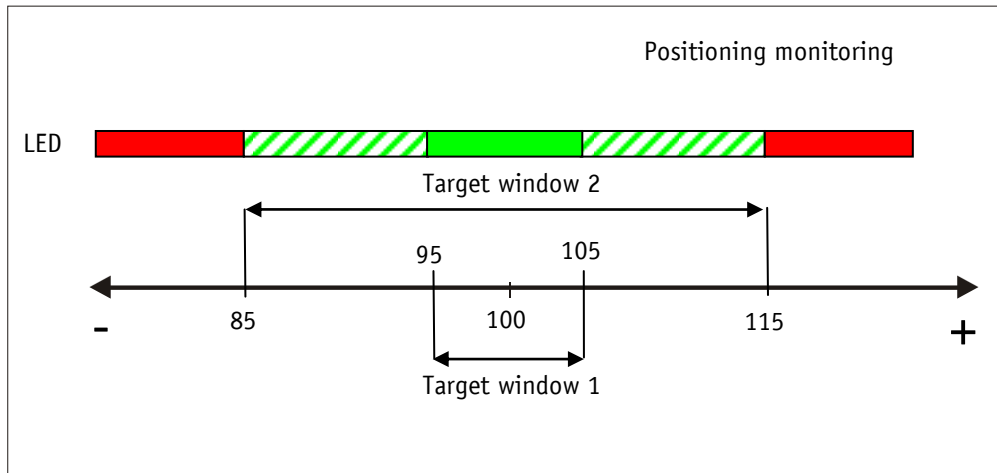 Positioning monitoring
LED
Target window 2
95
105
85
100
115
-
+
Target window 1